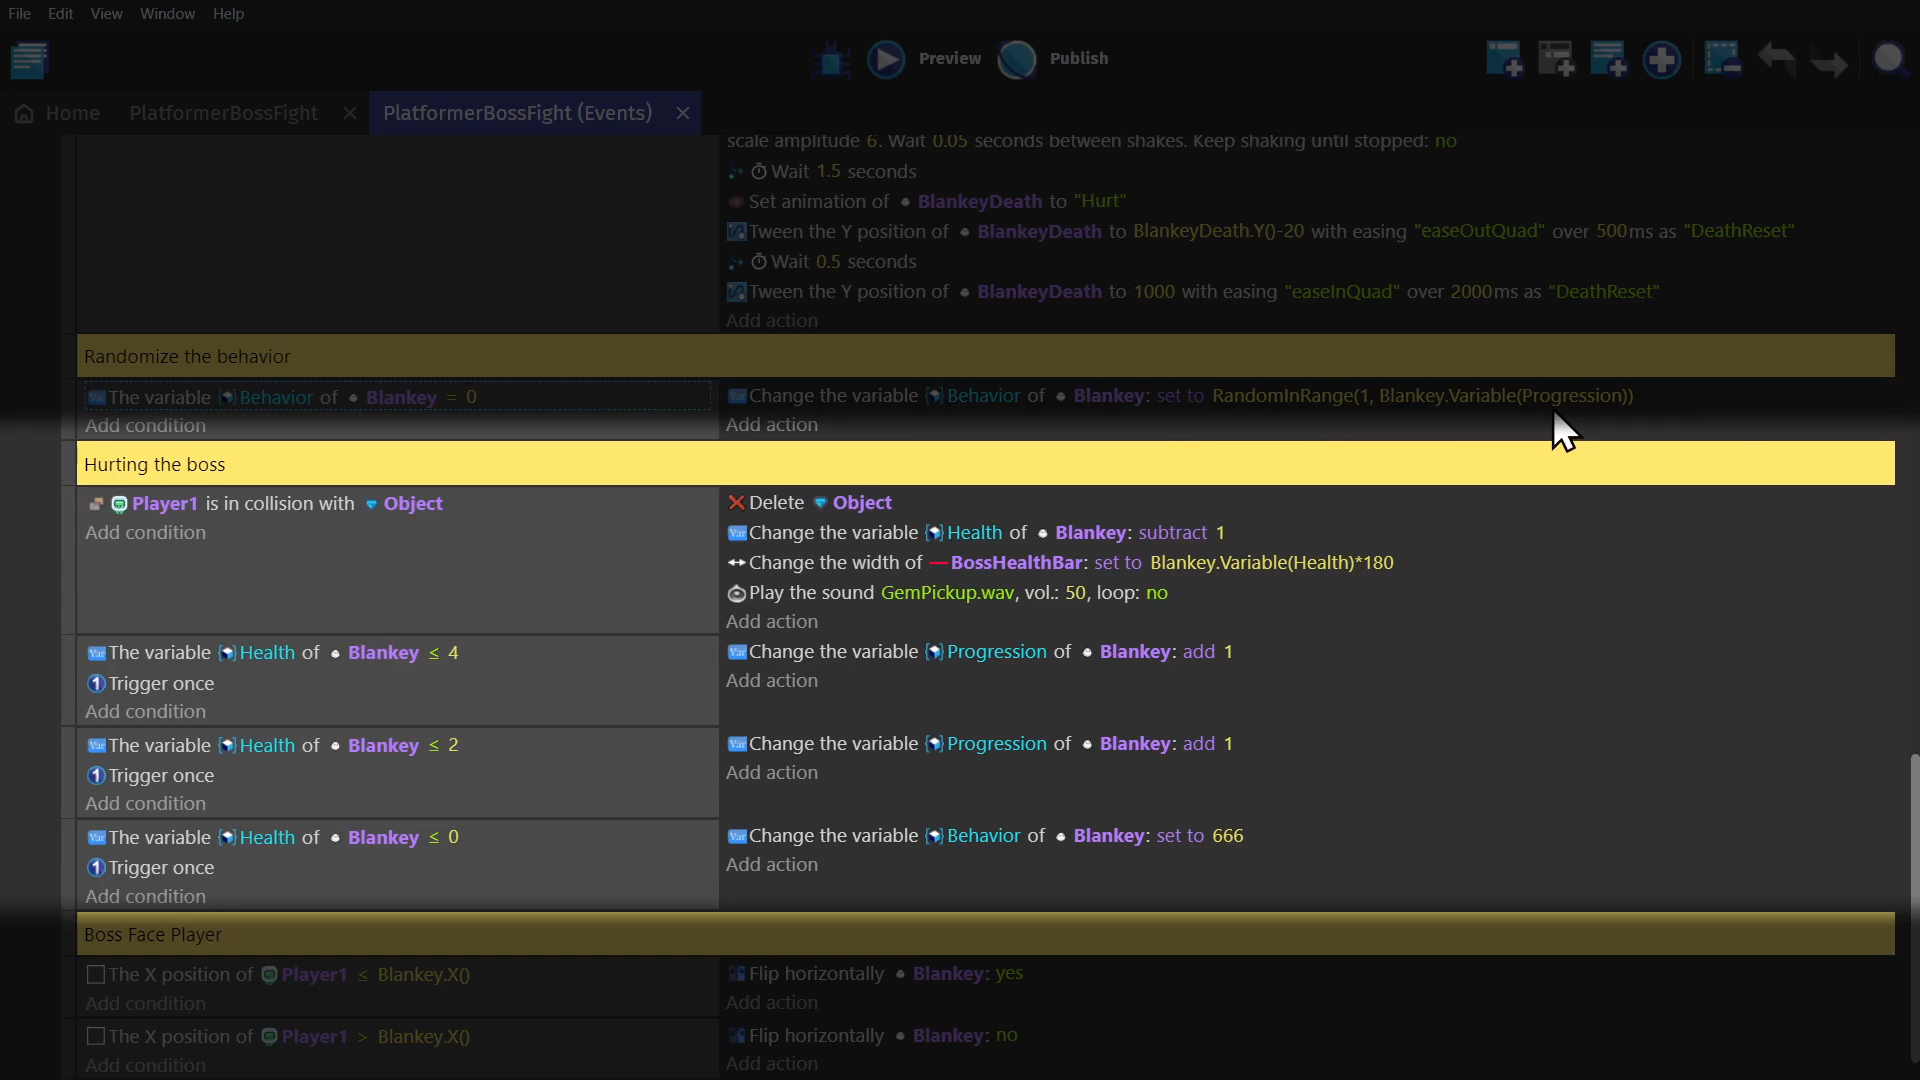 File Edit View Window Help
Preview Publish
Home PlatformerBossFight PlatformerBossFight (Events)
scale amplitude 6. Wait 0.05 seconds between shakes. Keep shaking until stopped: no
Wait 1.5 seconds
Set animation of BlankeyDeath to "Hurt"
Tween the Y position of BlankeyDeath to BlankeyDeath.Y()-20 with easing "easeOutQuad" over 500ms as "DeathReset"
Wait 0.5 seconds
Tween the Y position of BlankeyDeath to 1000 with easing "easeInQuad" over 2000ms as "DeathReset"
Add action
Randomize the behavior
The variable Behavior of Blankey = 0
Add condition
Change the variable Behavior of Blankey: set to RandomInRange(1, Blankey.Variable(Progression))
Add action
Hurting the boss
Player1 is in collision with Object
Add condition
Delete Object
Var Change the variable Health of Blankey: subtract 1
Change the width of BossHealthBar: set to Blankey.Variable(Health)*180
Play the sound GemPickup.wav, vol.: 50, loop: no
Add action
Var The variable Health of Blankey ≤ 4
1 Trigger once
Add condition
Var Change the variable Progression of Blankey: add 1
Add action
Var The variable Health of Blankey ≤ 2
1 Trigger once
Add condition
Var Change the variable Progression of Blankey: add 1
Add action
Var The variable Health of Blankey ≤ 0
1 Trigger once
Add condition
Var Change the variable Behavior of Blankey: set to 666
Add action
Boss Face Player
The X position of Player1 ≤ Blankey.X()
Add condition
Flip horizontally Blankey: yes
Add action
The X position of Player1 > Blankey.X()
Add condition
Flip horizontally Blankey: no
Add action